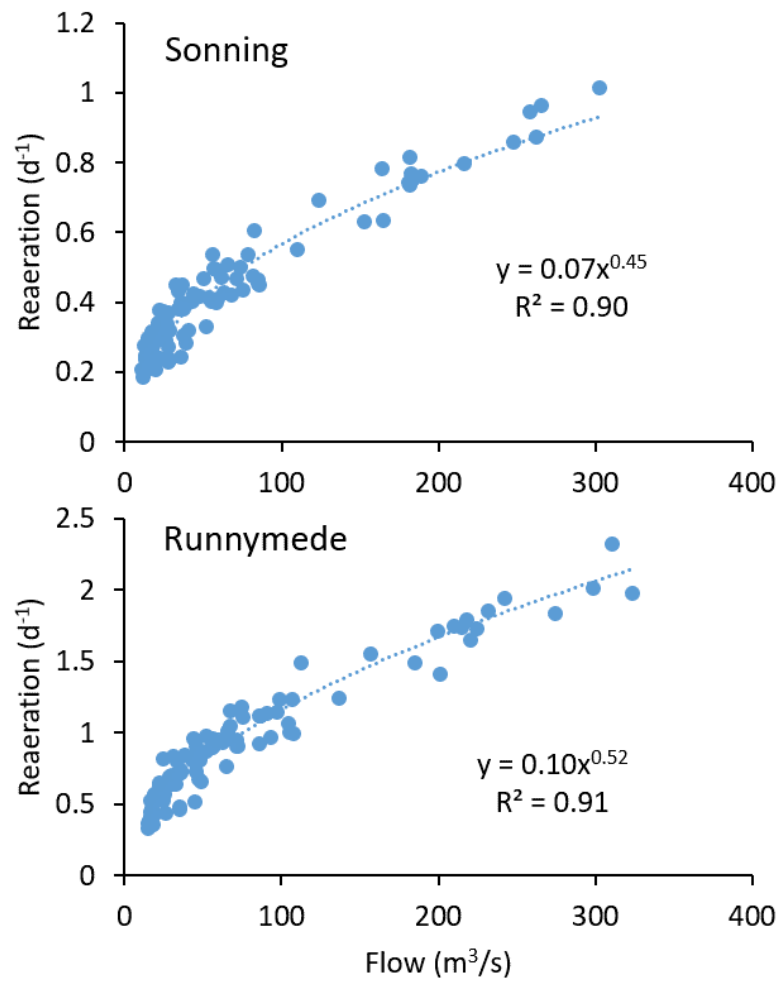 Sonning
Reaeration (d⁻¹)
1.2
1
0.8
0.6
0.4
0.2
0
y = 0.07x⁰·⁴⁵
R² = 0.90
0 100 200 300 400
Runnymede
Reaeration (d⁻¹)
2.5
2
1.5
1
0.5
0
y = 0.10x⁰·⁵²
R² = 0.91
0 100 200 300 400
Flow (m³/s)